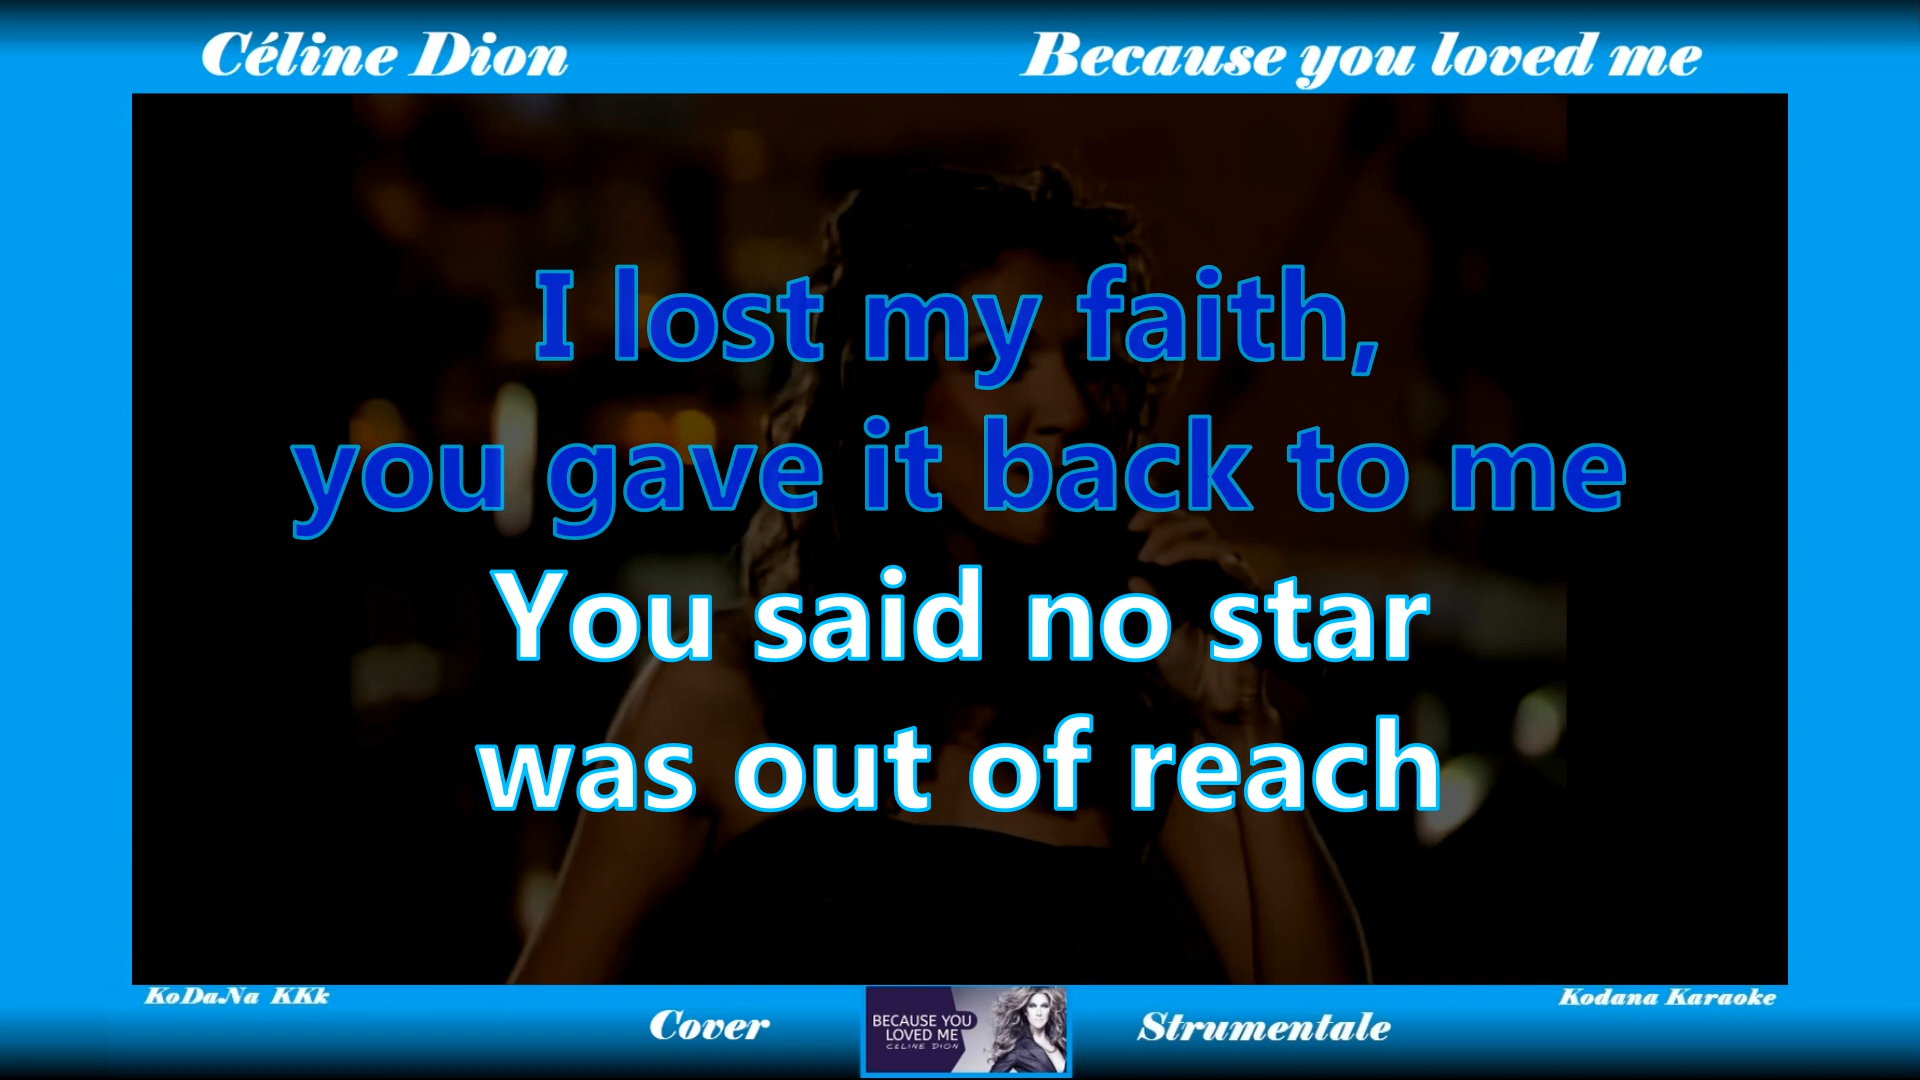 Céline Dion
Because you loved me
I lost my faith,
you gave it back to me
You said no star
was out of reach
KoDaNa KKk
Kodana Karaoke
Cover
BECAUSE YOU
LOVED ME
CELINE DION
Strumentale